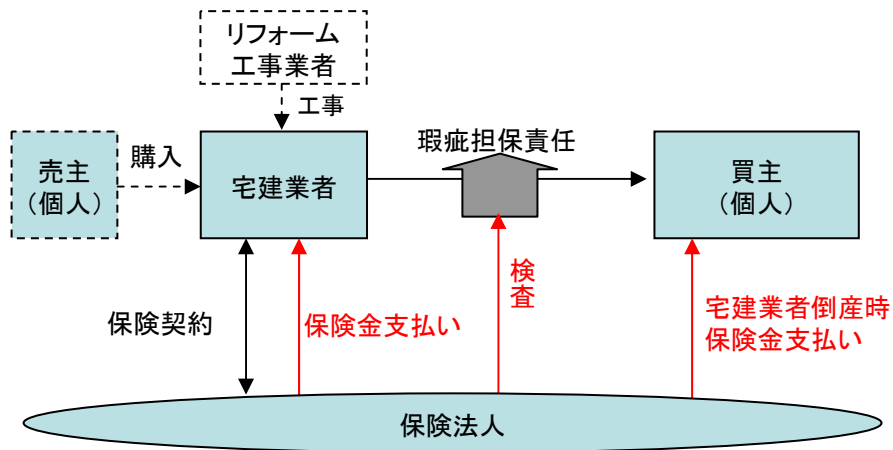 リフォーム
工事業者
工事
瑕疵担保責任
購入
売主
（個人）
宅建業者
買主
（個人）
検査
保険契約
保険金支払い
宅建業者倒産時
保険金支払い
保険法人